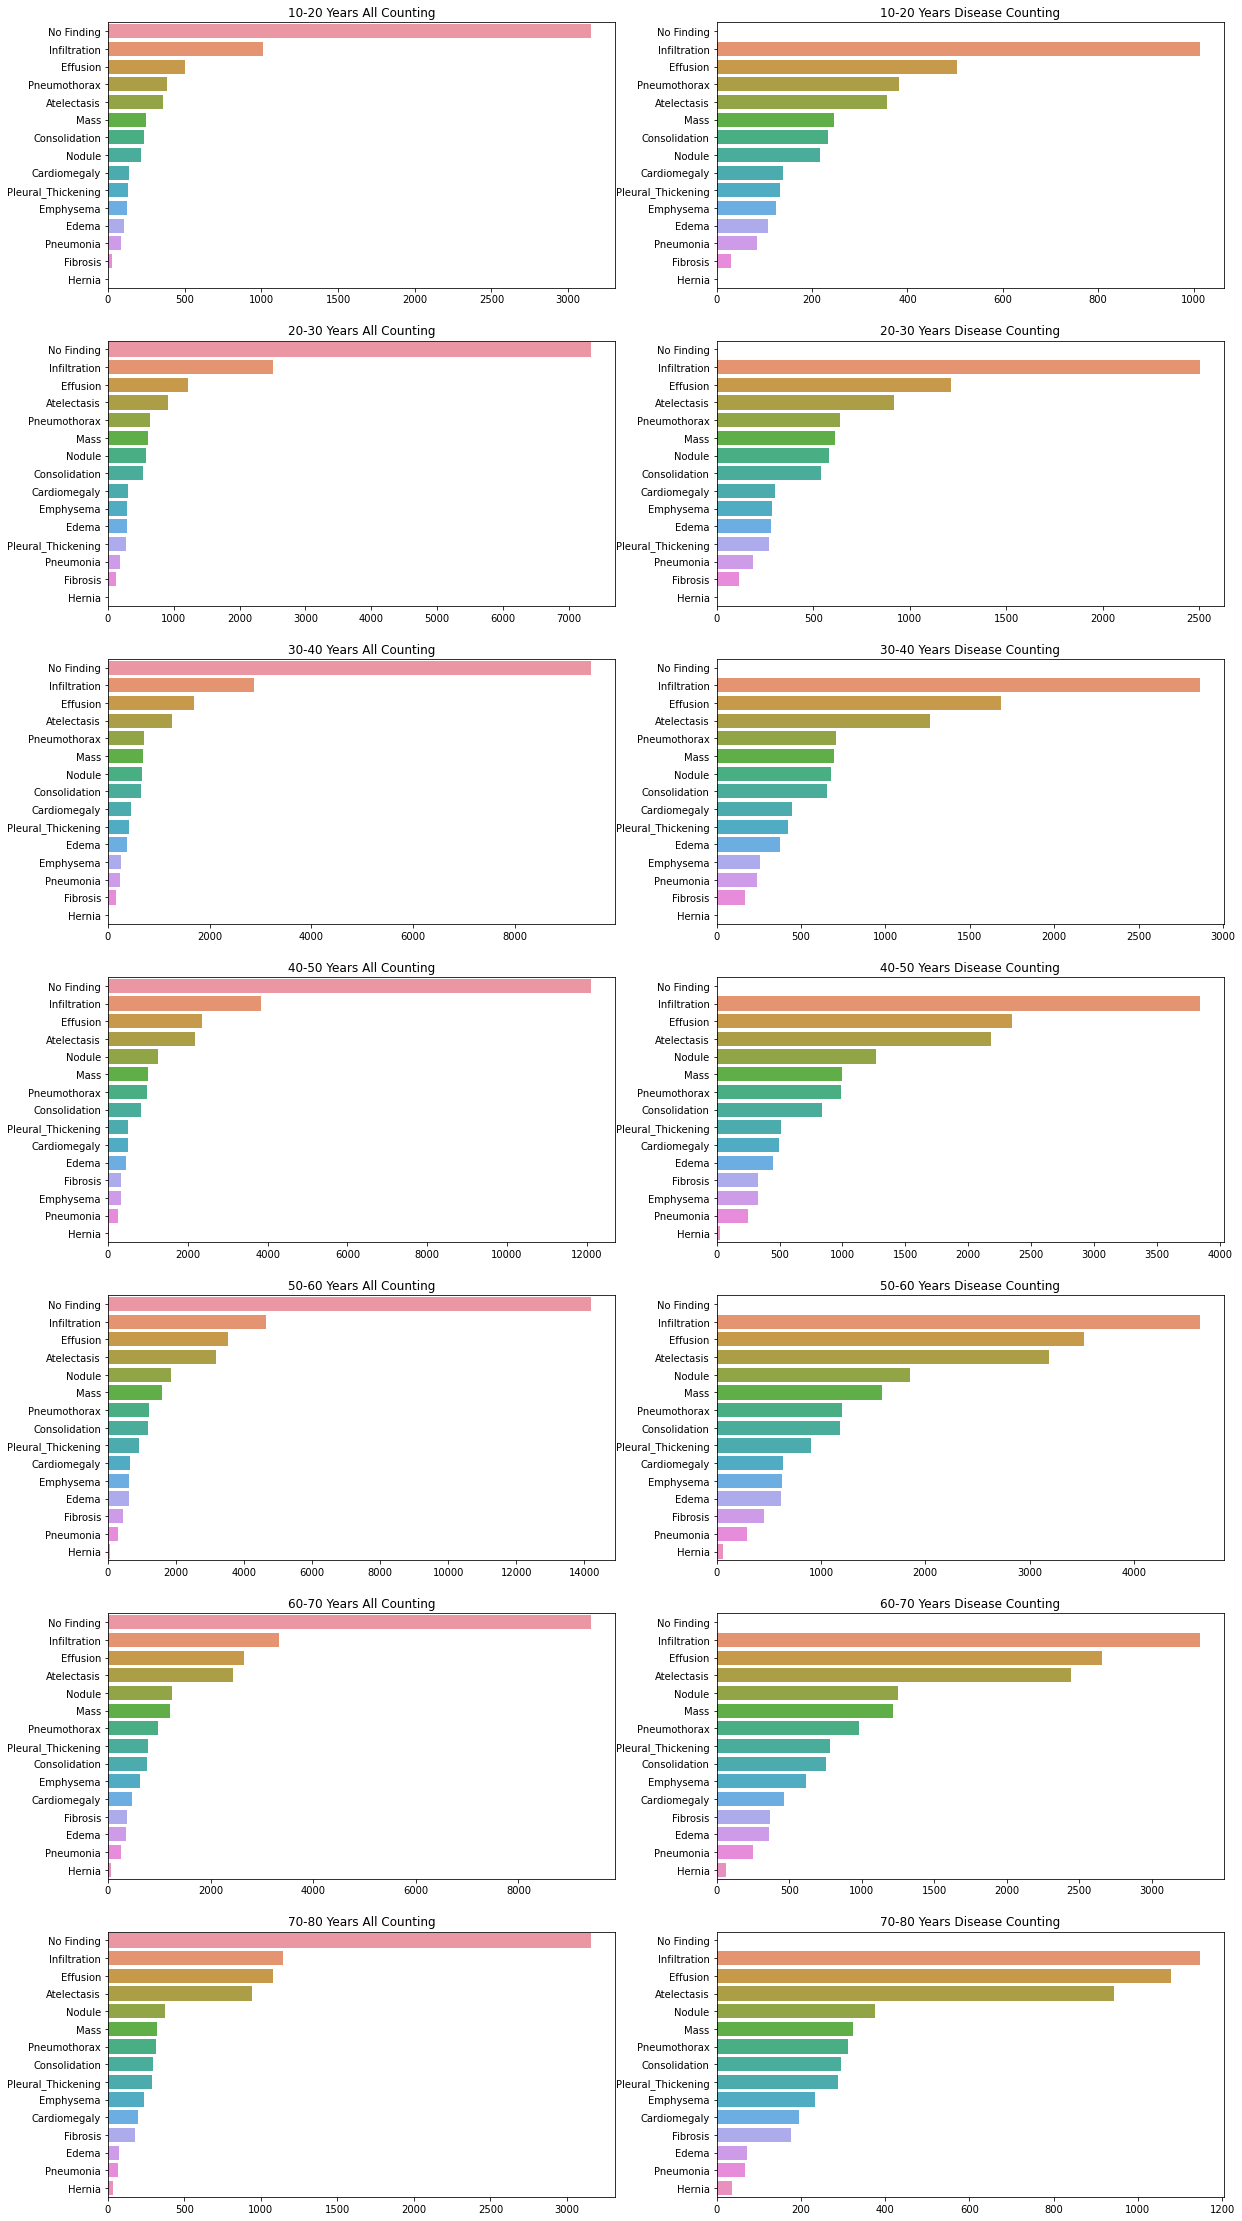 10-20 Years All Counting
No Finding
Infiltration
Effusion
Pneumothorax
Atelectasis
Mass
Consolidation
Nodule
Cardiomegaly
Pleural_Thickening
Emphysema
Edema
Pneumonia
Fibrosis
Hernia
0 500 1000 1500 2000 2500 3000
10-20 Years Disease Counting
No Finding
Infiltration
Effusion
Pneumothorax
Atelectasis
Mass
Consolidation
Nodule
Cardiomegaly
Pleural_Thickening
Emphysema
Edema
Pneumonia
Fibrosis
Hernia
0 200 400 600 800 1000
20-30 Years All Counting
No Finding
Infiltration
Effusion
Atelectasis
Pneumothorax
Mass
Nodule
Consolidation
Cardiomegaly
Emphysema
Edema
Pleural_Thickening
Pneumonia
Fibrosis
Hernia
0 1000 2000 3000 4000 5000 6000 7000
20-30 Years Disease Counting
No Finding
Infiltration
Effusion
Atelectasis
Pneumothorax
Mass
Nodule
Consolidation
Cardiomegaly
Emphysema
Edema
Pleural_Thickening
Pneumonia
Fibrosis
Hernia
0 500 1000 1500 2000 2500
30-40 Years All Counting
No Finding
Infiltration
Effusion
Atelectasis
Pneumothorax
Mass
Nodule
Consolidation
Cardiomegaly
Pleural_Thickening
Edema
Emphysema
Pneumonia
Fibrosis
Hernia
0 2000 4000 6000 8000
30-40 Years Disease Counting
No Finding
Infiltration
Effusion
Atelectasis
Pneumothorax
Mass
Nodule
Consolidation
Cardiomegaly
Pleural_Thickening
Edema
Emphysema
Pneumonia
Fibrosis
Hernia
0 500 1000 1500 2000 2500 3000
40-50 Years All Counting
No Finding
Infiltration
Effusion
Atelectasis
Nodule
Mass
Pneumothorax
Consolidation
Pleural_Thickening
Cardiomegaly
Edema
Fibrosis
Emphysema
Pneumonia
Hernia
0 2000 4000 6000 8000 10000 12000
40-50 Years Disease Counting
No Finding
Infiltration
Effusion
Atelectasis
Nodule
Mass
Pneumothorax
Consolidation
Pleural_Thickening
Cardiomegaly
Edema
Fibrosis
Emphysema
Pneumonia
Hernia
0 500 1000 1500 2000 2500 3000 3500 4000
50-60 Years All Counting
No Finding
Infiltration
Effusion
Atelectasis
Nodule
Mass
Pneumothorax
Consolidation
Pleural_Thickening
Cardiomegaly
Emphysema
Edema
Fibrosis
Pneumonia
Hernia
0 2000 4000 6000 8000 10000 12000 14000
50-60 Years Disease Counting
No Finding
Infiltration
Effusion
Atelectasis
Nodule
Mass
Pneumothorax
Consolidation
Pleural_Thickening
Cardiomegaly
Emphysema
Edema
Fibrosis
Pneumonia
Hernia
0 1000 2000 3000 4000
60-70 Years All Counting
No Finding
Infiltration
Effusion
Atelectasis
Nodule
Mass
Pneumothorax
Pleural_Thickening
Consolidation
Emphysema
Cardiomegaly
Fibrosis
Edema
Pneumonia
Hernia
0 2000 4000 6000 8000
60-70 Years Disease Counting
No Finding
Infiltration
Effusion
Atelectasis
Nodule
Mass
Pneumothorax
Pleural_Thickening
Consolidation
Emphysema
Cardiomegaly
Fibrosis
Edema
Pneumonia
Hernia
0 500 1000 1500 2000 2500 3000
70-80 Years All Counting
No Finding
Infiltration
Effusion
Atelectasis
Nodule
Mass
Pneumothorax
Consolidation
Pleural_Thickening
Emphysema
Cardiomegaly
Fibrosis
Edema
Pneumonia
Hernia
0 500 1000 1500 2000 2500 3000
70-80 Years Disease Counting
No Finding
Infiltration
Effusion
Atelectasis
Nodule
Mass
Pneumothorax
Consolidation
Pleural_Thickening
Emphysema
Cardiomegaly
Fibrosis
Edema
Pneumonia
Hernia
0 200 400 600 800 1000 1200